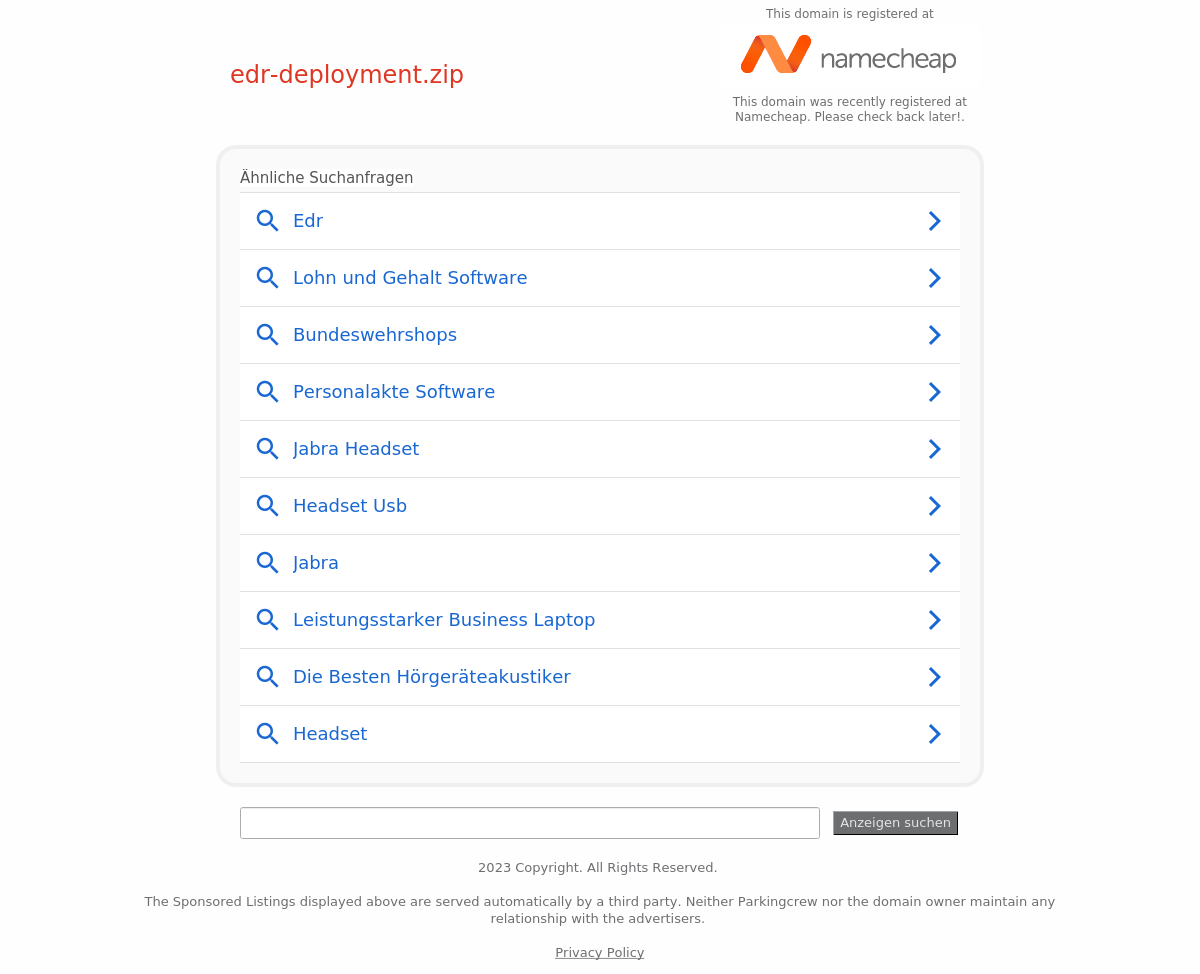 This domain is registered at
namecheap
edr-deployment.zip
This domain was recently registered at
Namecheap. Please check back later!.
Ähnliche Suchanfragen
Edr
Lohn und Gehalt Software
Bundeswehrshops
Personalakte Software
Jabra Headset
Headset Usb
Jabra
Leistungsstarker Business Laptop
Die Besten Hörgeräteakustiker
Headset
Anzeigen suchen
2023 Copyright. All Rights Reserved.
The Sponsored Listings displayed above are served automatically by a third party. Neither Parkingcrew nor the domain owner maintain any
relationship with the advertisers.
Privacy Policy